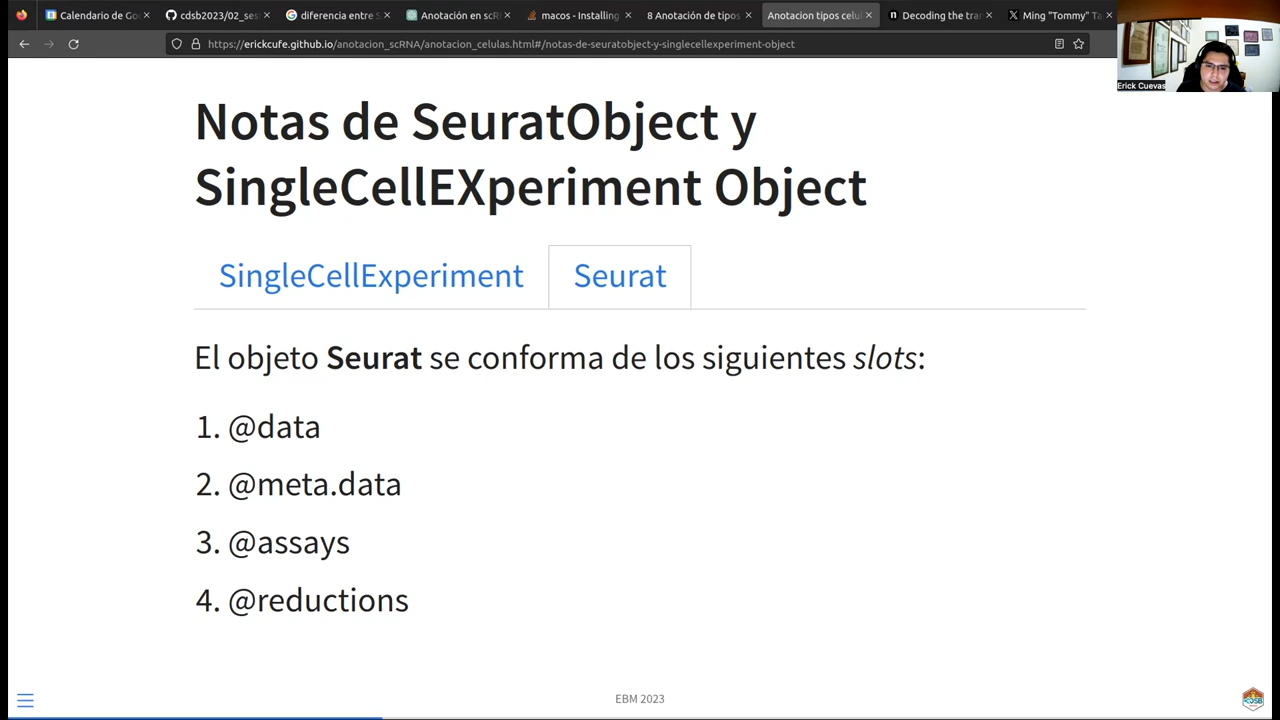 Calendario de Go
cdsb2023/02_ses
diferencia entre S
Anotación en scR
macos - Installing
8 Anotación de tipos
Anotacion tipos celul
Decoding the tra
Ming "Tommy" Ta
https://erickcufe.github.io/anotacion_scRNA/anotacion_celulas.html#/notas-de-seuratobject-y-singlecellexperiment-object
Erick Cuevas
Notas de SeuratObject y
SingleCellEXperiment Object
SingleCellExperiment
Seurat
El objeto Seurat se conforma de los siguientes slots:
1. @data
2. @meta.data
3. @assays
4. @reductions
EBM 2023
CDSB